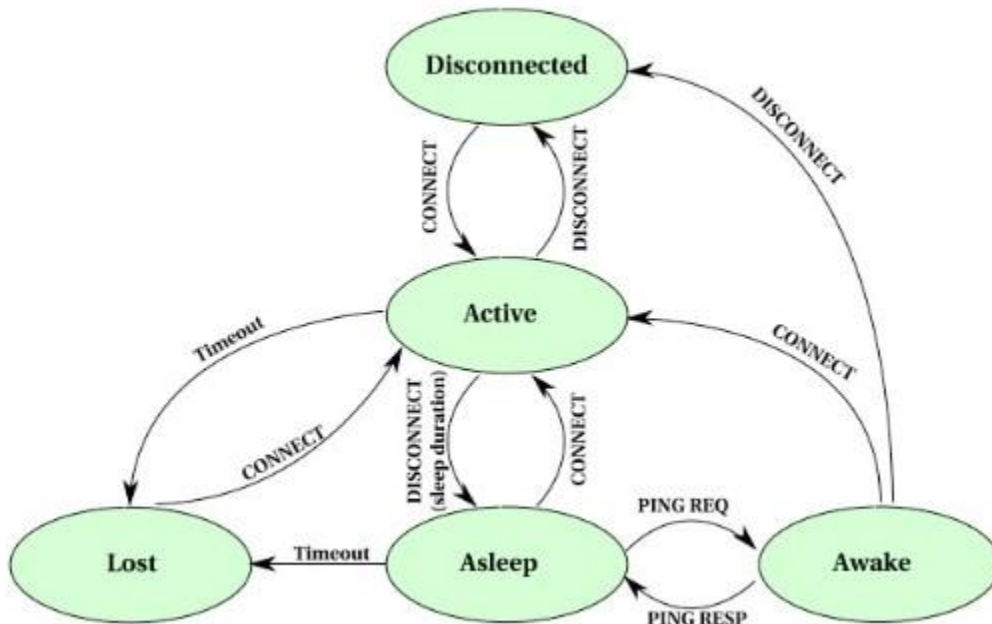 Disconnected
DISCONNECT
CONNECT
DISCONNECT
Active
Timeout
CONNECT
CONNECT
DISCONNECT
(sleep duration)
CONNECT
PING REQ
Lost
Timeout
Asleep
Awake
PING RESP